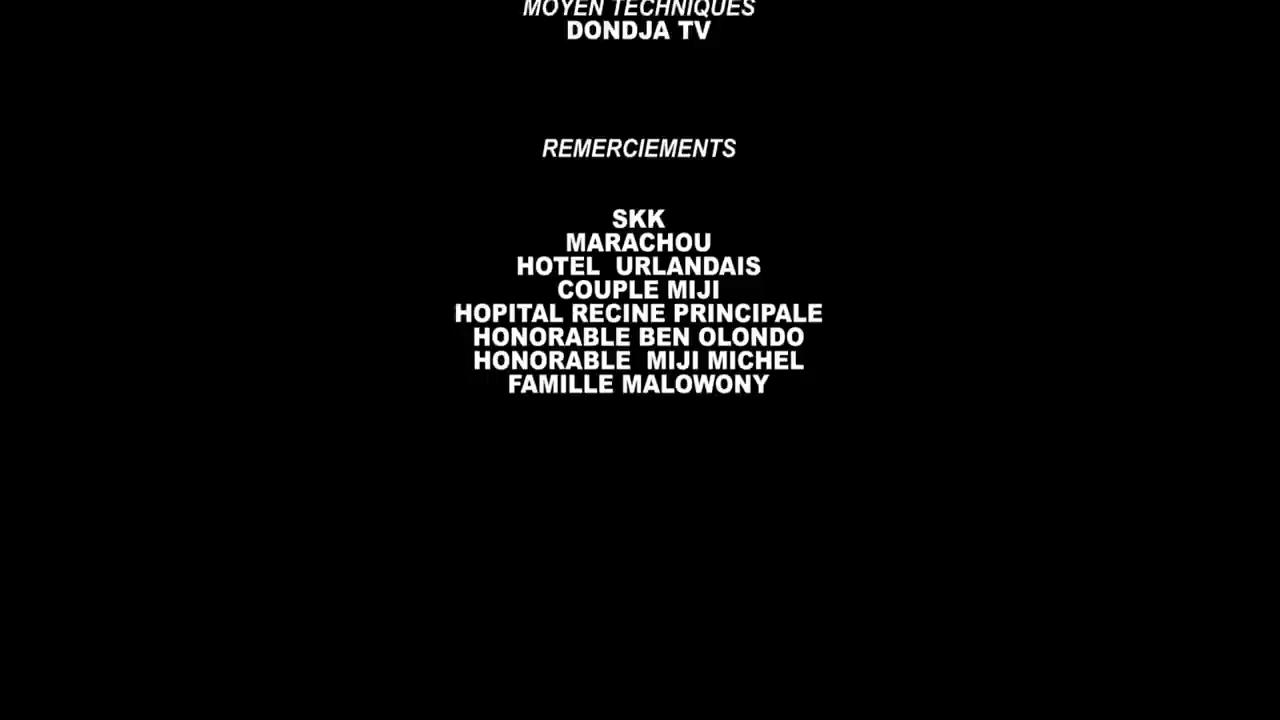 MOYEN TECHNIQUES
DONDJA TV
REMERCIEMENTS
SKK
MARACHOU
HOTEL URLANDAIS
COUPLE MIJI
HOPITAL RECINE PRINCIPALE
HONORABLE BEN OLONDO
HONORABLE MIJI MICHEL
FAMILLE MALOWONY